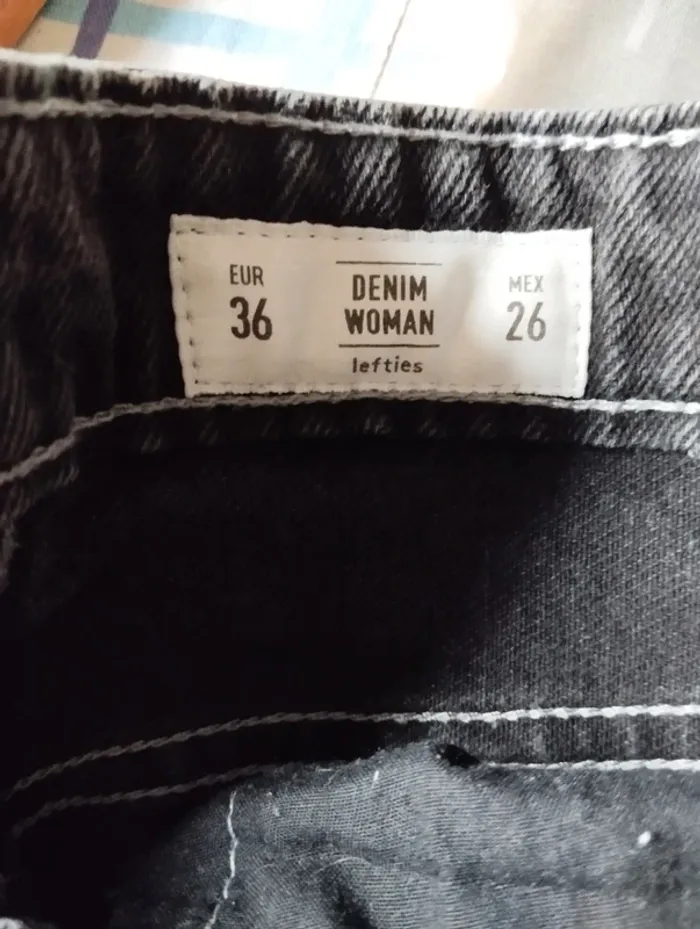 EUR
36
DENIM
WOMAN
lefties
MEX
26